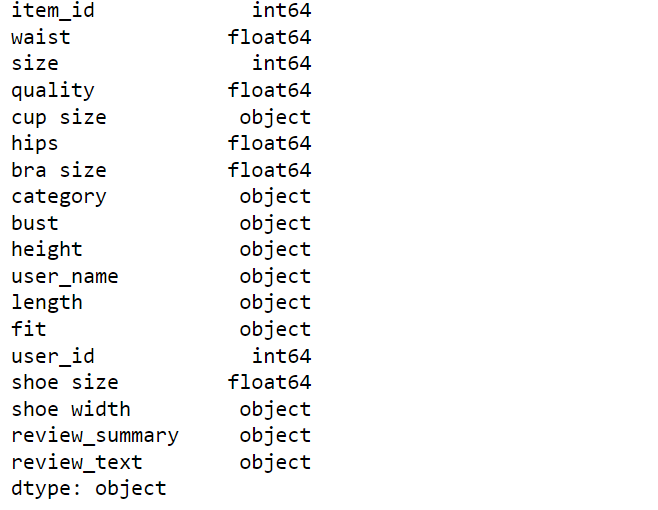 item_id int64
waist float64
size int64
quality float64
cup size object
hips float64
bra size float64
category object
bust object
height object
user_name object
length object
fit object
user_id int64
shoe size float64
shoe width object
review_summary object
review_text object
dtype: object